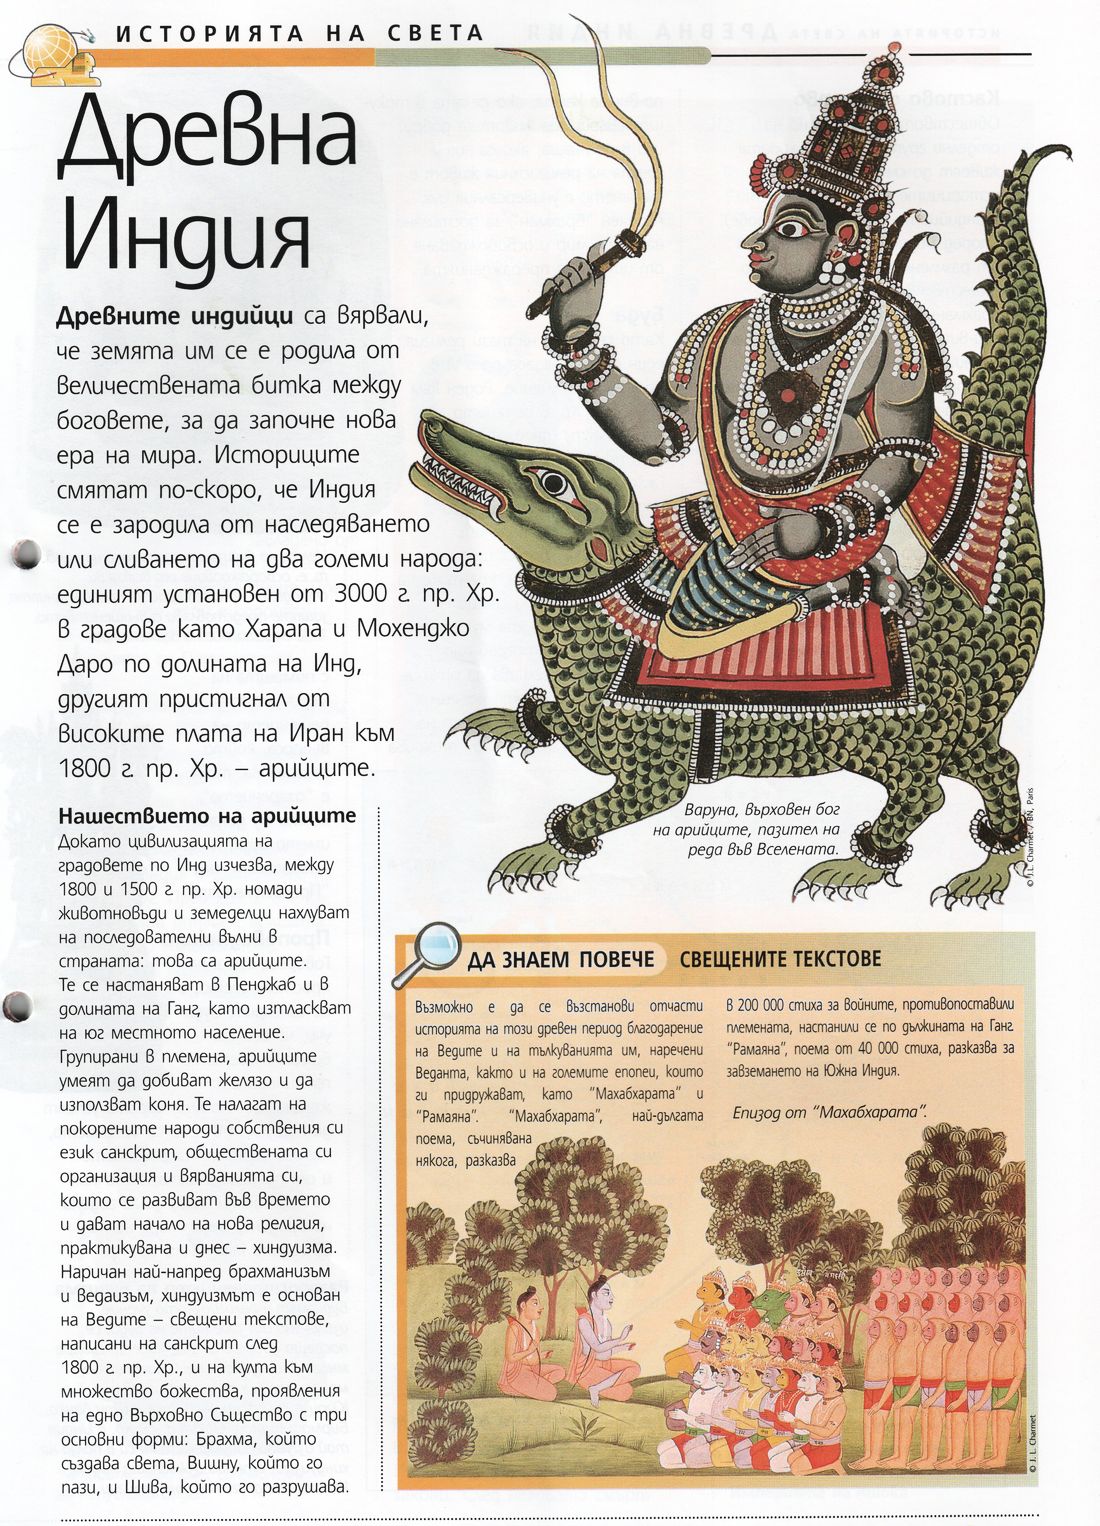 ИСТОРИЯТА НА СВЕТА
Древна
Индия
Древните индийци са вярвали,
че земята им се е родила от
величествената битка между
боговете, за да започне нова
ера на мира. Историците
смятат по-скоро, че Индия
се е зародила от наследяването
или сливането на два големи народа:
единият установен от 3000 г. пр. Хр.
в градове като Харапа и Мохенджо
Даро по долината на Инд,
другият пристигнал от
високите плата на Иран към
1800 г. пр. Хр. – арийците.
Варуна, върховен бог
на арийците, пазител на
реда във Вселената.
© J.L. Charmet / BN, Paris
Нашествието на арийците
Докато цивилизацията на
градовете по Инд изчезва, между
1800 и 1500 г. пр. Хр. номади
животновъди и земеделци нахлуват
на последователни вълни в
страната: това са арийците.
Те се настаняват в Пенджаб и в
долината на Ганг, като изтласкват
на юг местното население.
Групирани в племена, арийците
умеят да добиват желязо и да
използват коня. Те налагат на
покорените народи собствения си
език санскрит, обществената си
организация и вярванията си,
които се развиват във времето
и дават начало на нова религия,
практикувана и днес – хиндуизма.
Наричан най-напред брахманизъм
и ведаизъм, хиндуизмът е основан
на Ведите – свещени текстове,
написани на санскрит след
1800 г. пр. Хр., и на култа към
множество божества, проявления
на едно Върховно Същество с три
основни форми: Брахма, който
създава света, Вишну, който го
пази, и Шива, който го разрушава.
ДА ЗНАЕМ ПОВЕЧЕ СВЕЩЕНИТЕ ТЕКСТОВЕ
Възможно е да се възстанови отчасти
историята на този древен период благодарение
на Ведите и на тълкуванията им, наречени
Веданта, както и на големите епопеи, които
ги придружават, като “Махабхарата” и
“Рамаяна”. “Махабхарата”, най-дългата
поема, съчинявана
някога, разказва
в 200 000 стиха за войните, противопоставили
племената, настанили се по дължината на Ганг.
“Рамаяна”, поема от 40 000 стиха, разказва за
завземането на Южна Индия.
Епизод от “Махабхарата”.
© J. L. Charmet